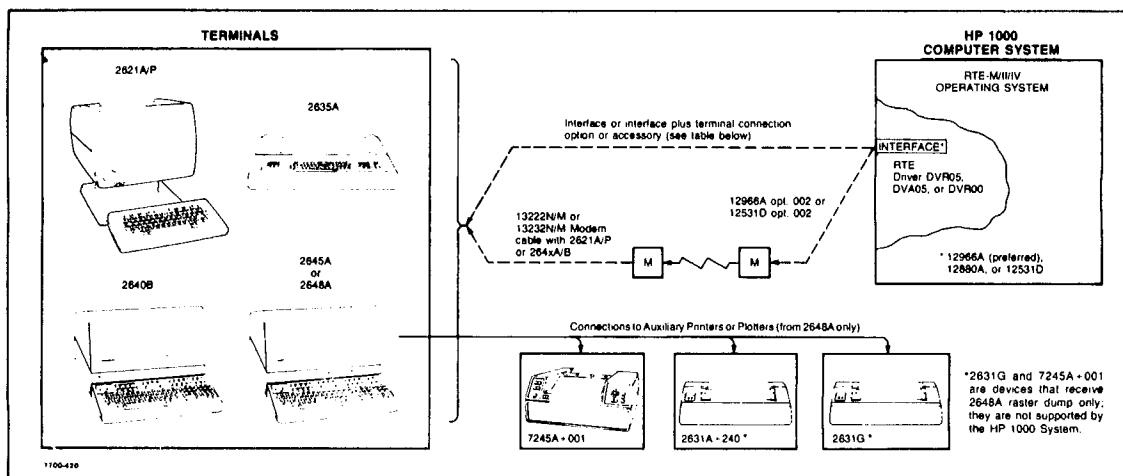 TERMINALS
2621A/P
2635A
2640B
2645A
or
2648A
Interface or interface plus terminal connection
option or accessory (see table below)
13222N/M or
13232N/M Modem
cable with 2621A/P
or 264xA/B
M
M
12966A opt. 002 or
12531D opt. 002
HP 1000
COMPUTER SYSTEM
RTE-M/II/IV
OPERATING SYSTEM
INTERFACE*
RTE
Driver DVR05,
DVA05, or DVR00
* 12966A (preferred),
12880A, or 12531D
Connections to Auxiliary Printers or Plotters (from 2648A only)
7245A + 001
2631A - 240 *
2631G *
*2631G and 7245A + 001
are devices that receive
2648A raster dump only;
they are not supported by
the HP 1000 System.
7700-420